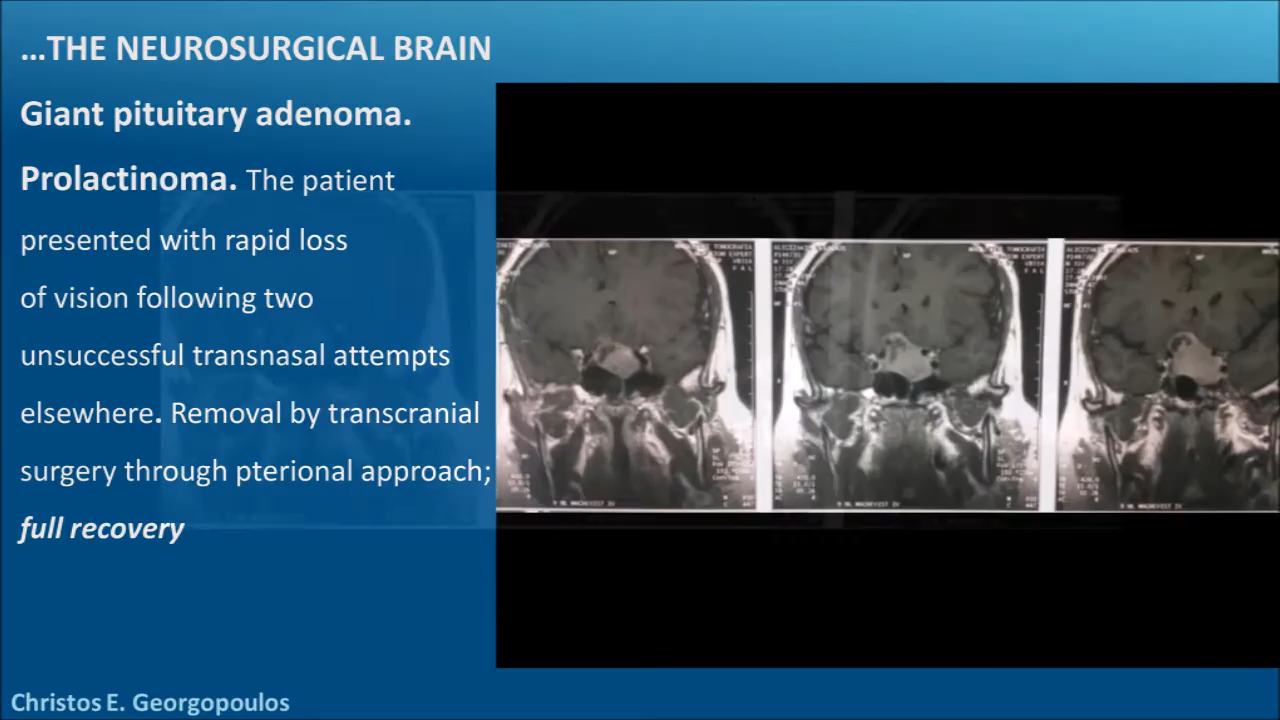 …THE NEUROSURGICAL BRAIN
Giant pituitary adenoma.
Prolactinoma. The patient
presented with rapid loss
of vision following two
unsuccessful transnasal attempts
elsewhere. Removal by transcranial
surgery through pterional approach;
full recovery
Christos E. Georgopoulos